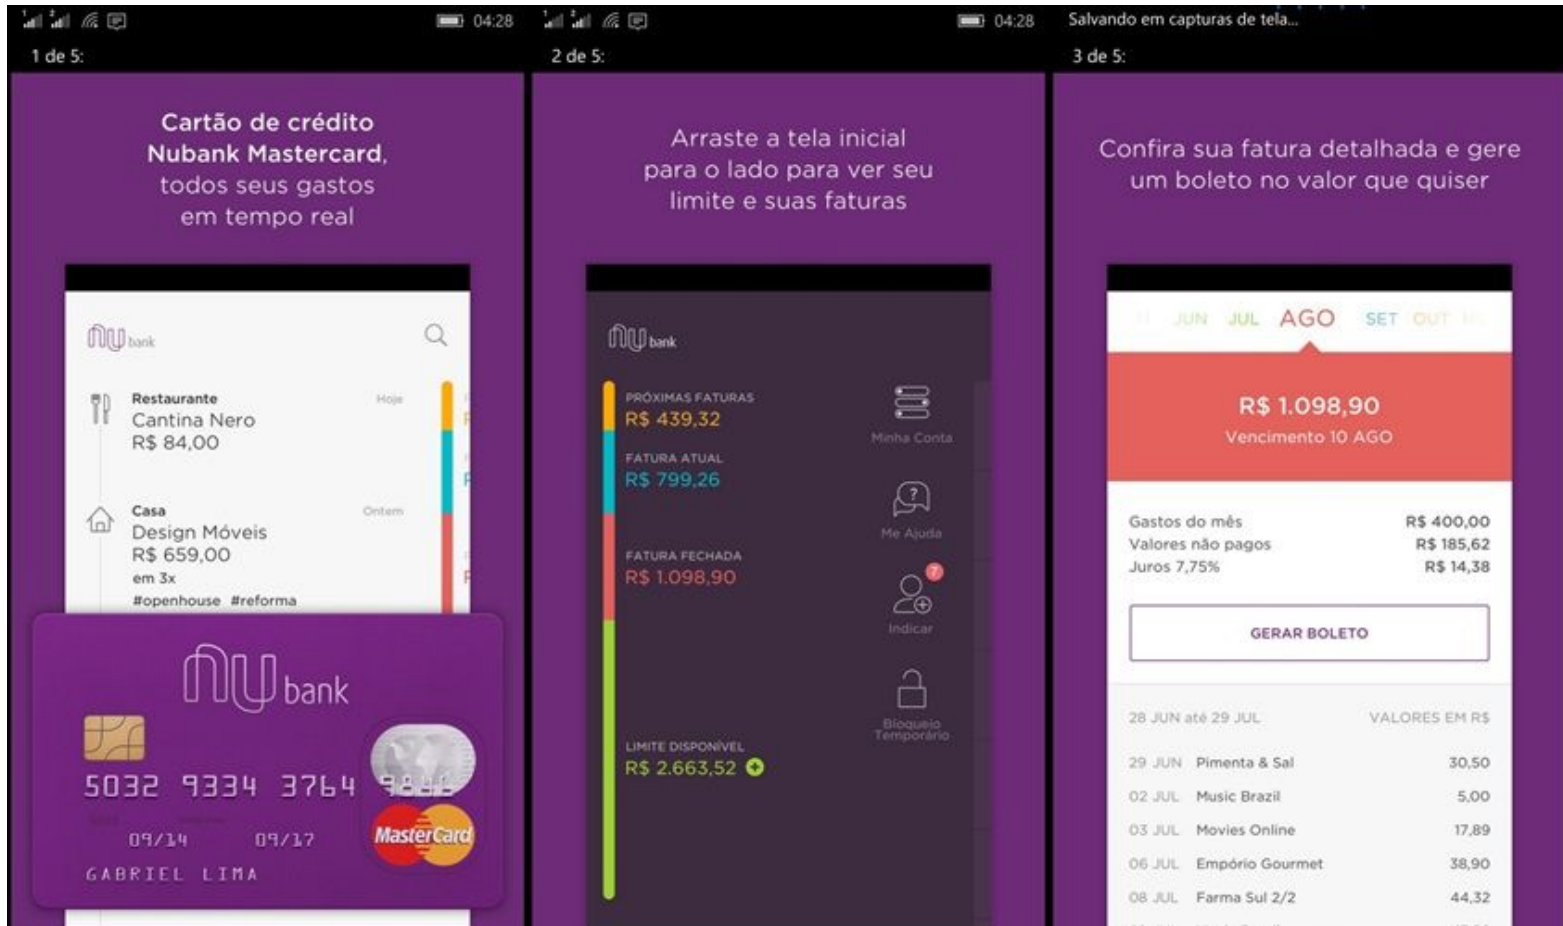 04:28
1 de 5:
Cartão de crédito
Nubank Mastercard,
todos seus gastos
em tempo real
nu bank
Restaurante Hoje
Cantina Nero
R$ 84,00
Casa Ontem
Design Móveis
R$ 659,00
em 3x
#openhouse #reforma
nu bank
5032 9334 3764
09/14 09/17
MasterCard
GABRIEL LIMA
04:28
2 de 5:
Arraste a tela inicial
para o lado para ver seu
limite e suas faturas
nu bank
PRÓXIMAS FATURAS
R$ 439,32
Minha Conta
FATURA ATUAL
R$ 799,26
Me Ajuda
FATURA FECHADA
R$ 1.098,90
7
Indicar
Bloqueio
Temporário
LIMITE DISPONÍVEL
R$ 2.663,52
Salvando em capturas de tela...
3 de 5:
Confira sua fatura detalhada e gere
um boleto no valor que quiser
JUN JUL AGO SET OUT
R$ 1.098,90
Vencimento 10 AGO
Gastos do mês R$ 400,00
Valores não pagos R$ 185,62
Juros 7,75% R$ 14,38
GERAR BOLETO
28 JUN até 29 JUL VALORES EM R$
29 JUN Pimenta & Sal 30,50
02 JUL Music Brazil 5,00
03 JUL Movies Online 17,89
06 JUL Empório Gourmet 38,90
08 JUL Farma Sul 2/2 44,32